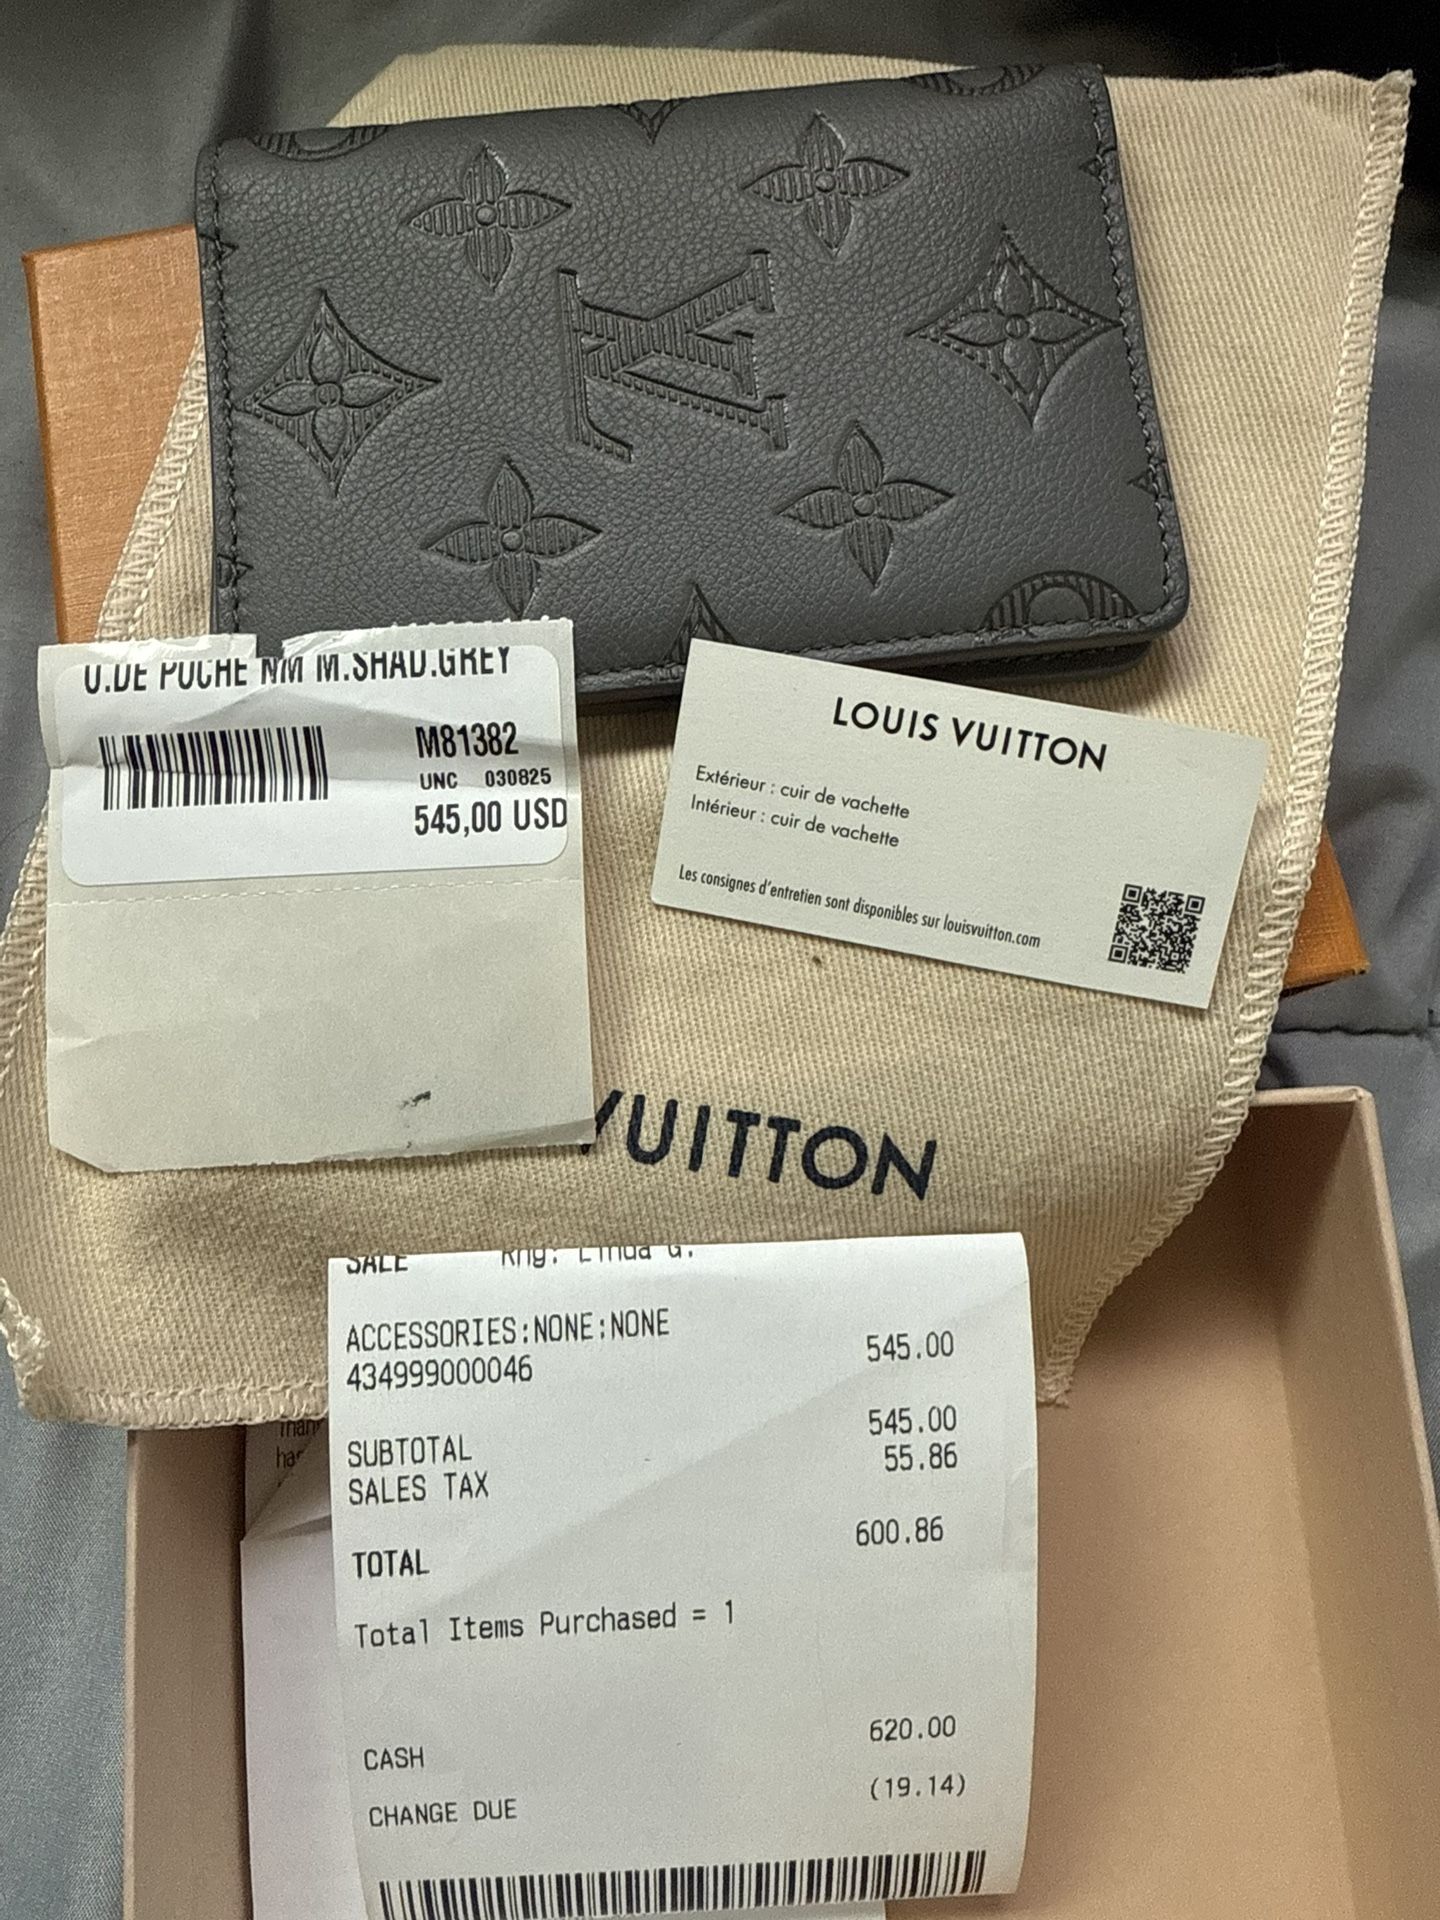 O.DE POCHE NM M.SHAD.GREY
M81382
UNC 030825
545,00 USD
LOUIS VUITTON
Extérieur : cuir de vachette
Intérieur : cuir de vachette
Les consignes d'entretien sont disponibles sur louisvuitton.com
VUITTON
SALE Rng: Linda G.
ACCESSORIES:NONE:NONE 545.00
434999000046
SUBTOTAL 545.00
SALES TAX 55.86
TOTAL 600.86
Total Items Purchased = 1
CASH 620.00
CHANGE DUE (19.14)